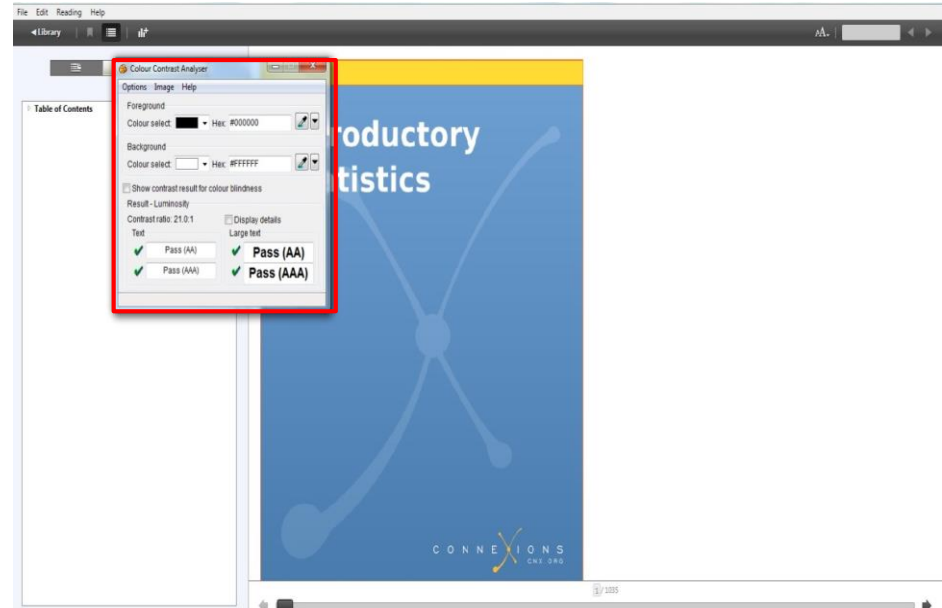 File Edit Reading Help
Library
AA
Table of Contents
Colour Contrast Analyser
Options Image Help
Foreground
Colour select: Hex: #000000
Background
Colour select: Hex: #FFFFFF
Show contrast result for colour blindness
Result - Luminosity
Contrast ratio: 21.0:1 Display details
Text Large text
Pass (AA) Pass (AA)
Pass (AAA) Pass (AAA)
roductory
tistics
CONNEXIONS
CNX.ORG
1 / 1035